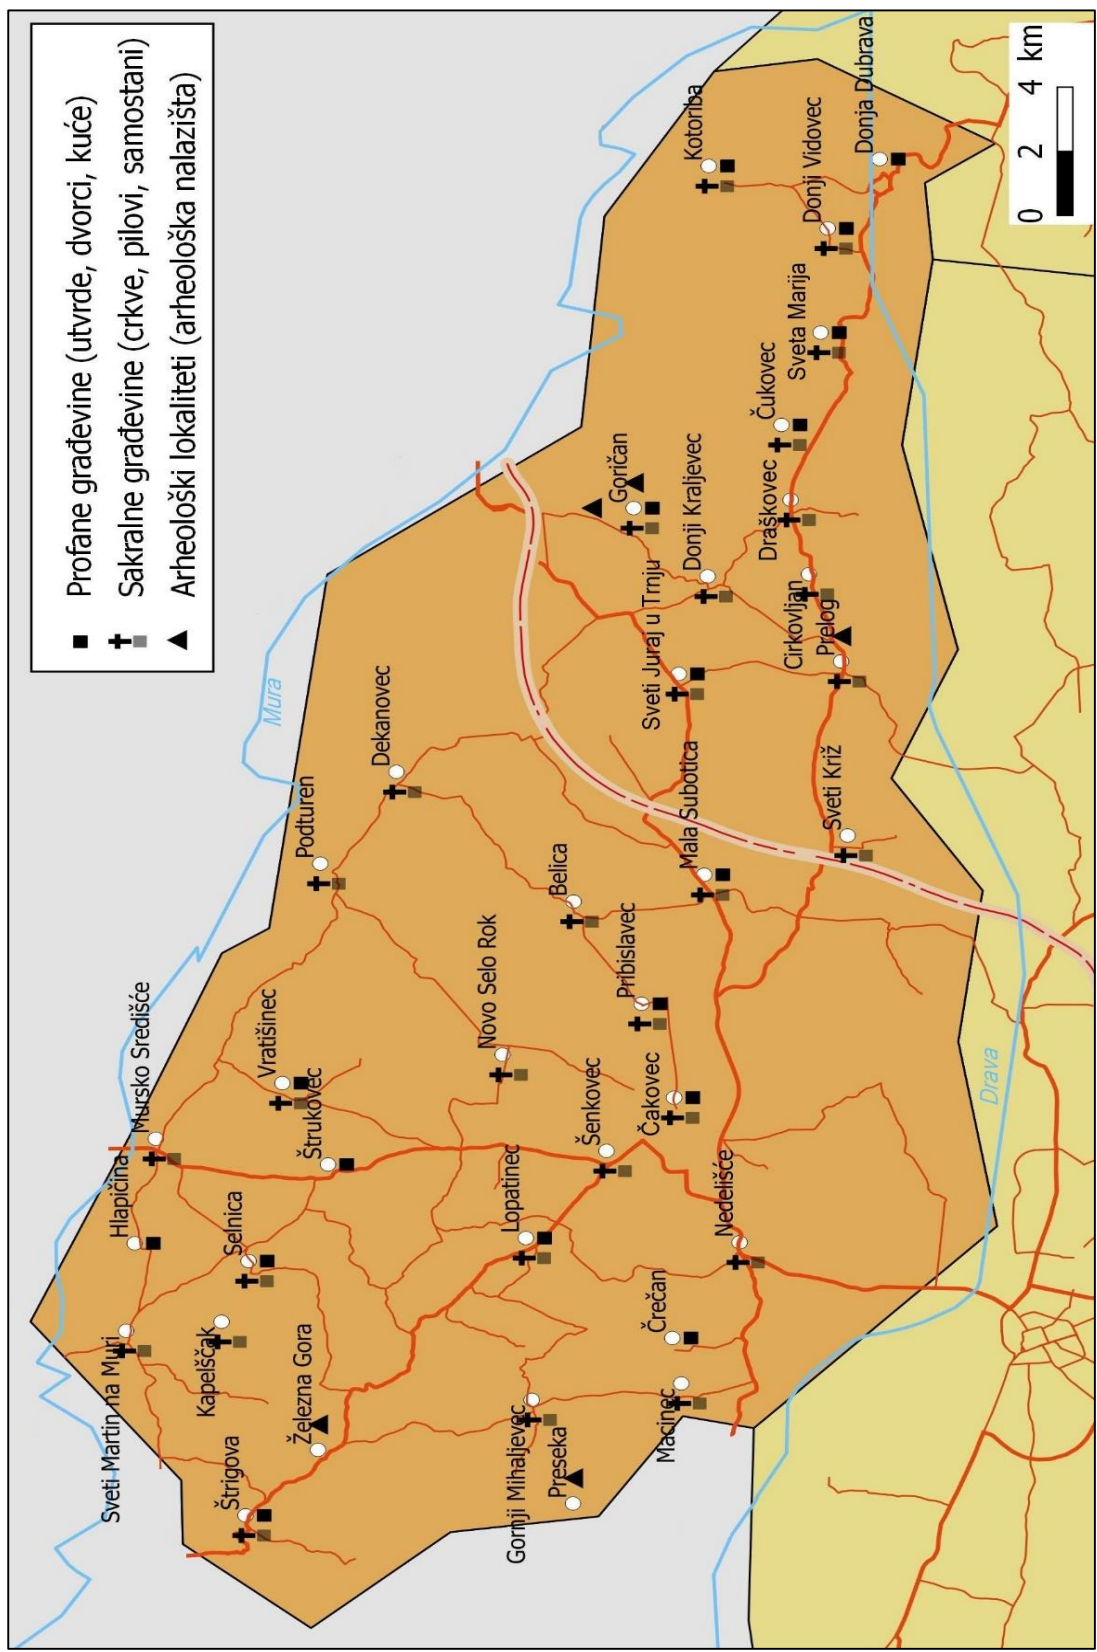 Profane građevine (utvrde, dvorci, kuće)
Sakralne građevine (crkve, pilovi, samostani)
Arheološki lokaliteti (arheološka nalazišta)
Mura
Sveti Martin na Muri
Hlapičina
Mursko Središće
Štrigova
Kapelščak
Selnica
Vratišinec
Železna Gora
Štrukovec
Podturen
Dekanovec
Gornji Mihaljevec
Lopatinec
Novo Selo Rok
Preseka
Šenkovec
Belica
Goričan
Macinec
Črečan
Čakovec
Pribislavec
Mala Subotica
Sveti Juraj u Trnju
Donji Kraljevec
Kotoriba
Nedelišće
Sveti Križ
Prelog
Cirkovljan
Draškovec
Čukovec
Sveta Marija
Donji Vidovec
Donja Dubrava
Drava
0 2 4 km